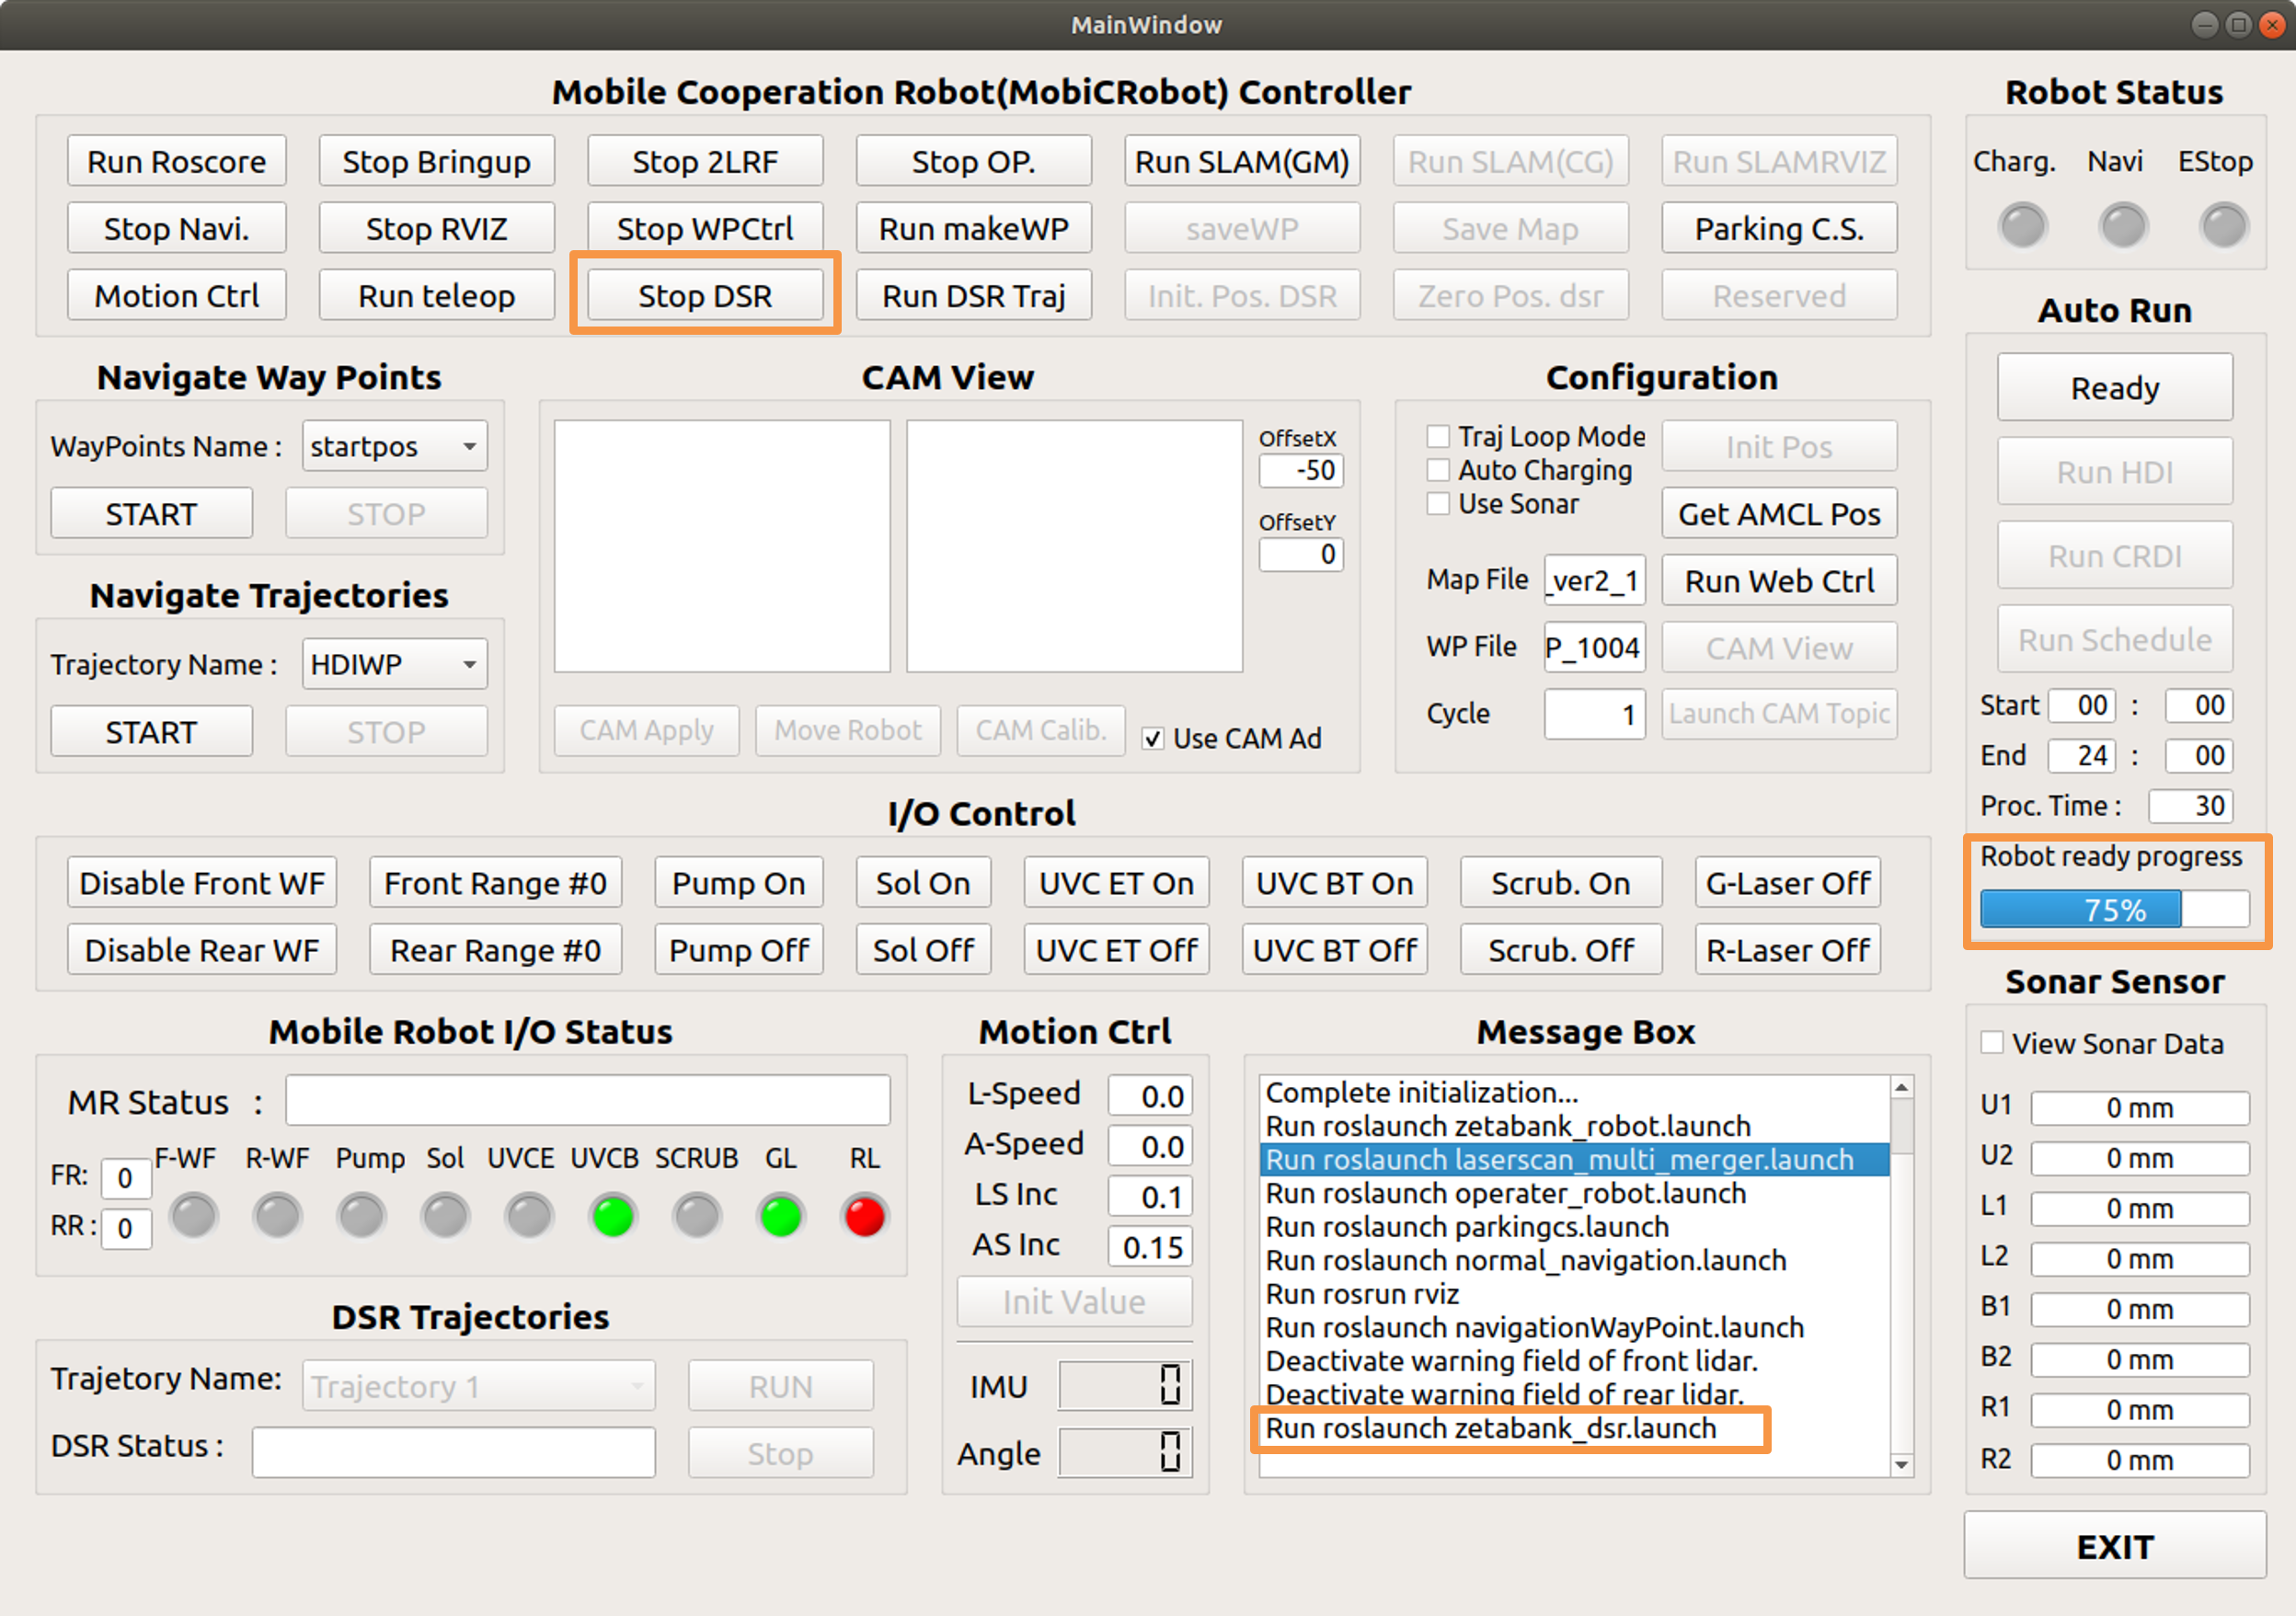 MainWindow
Mobile Cooperation Robot(MobiCRobot) Controller
Run Roscore Stop Bringup Stop 2LRF Stop OP. Run SLAM(GM) Run SLAM(CG) Run SLAMRVIZ
Stop Navi. Stop RVIZ Stop WPCtrl Run makeWP saveWP Save Map Parking C.S.
Motion Ctrl Run teleop Stop DSR Run DSR Traj Init. Pos. DSR Zero Pos. dsr Reserved
Robot Status
Charg. Navi EStop
Navigate Way Points
WayPoints Name : startpos
START STOP
Navigate Trajectories
Trajectory Name : HDIWP
START STOP
CAM View
OffsetX
-50
OffsetY
0
CAM Apply Move Robot CAM Calib. Use CAM Ad
Configuration
Traj Loop Mode
Auto Charging
Use Sonar
Init Pos
Get AMCL Pos
Map File _ver2_1 Run Web Ctrl
WP File P_1004 CAM View
Cycle 1 Launch CAM Topic
Auto Run
Ready
Run HDI
Run CRDI
Run Schedule
Start 00 : 00
End 24 : 00
Proc. Time : 30
Robot ready progress
75%
I/O Control
Disable Front WF Front Range #0 Pump On Sol On UVC ET On UVC BT On Scrub. On G-Laser Off
Disable Rear WF Rear Range #0 Pump Off Sol Off UVC ET Off UVC BT Off Scrub. Off R-Laser Off
Mobile Robot I/O Status
MR Status :
F-WF R-WF Pump Sol UVCE UVCB SCRUB GL RL
FR: 0
RR : 0
DSR Trajectories
Trajetory Name: Trajectory 1 RUN
DSR Status : Stop
Motion Ctrl
L-Speed 0.0
A-Speed 0.0
LS Inc 0.1
AS Inc 0.15
Init Value
IMU 0
Angle 0
Message Box
Complete initialization...
Run roslaunch zetabank_robot.launch
Run roslaunch laserscan_multi_merger.launch
Run roslaunch operater_robot.launch
Run roslaunch parkingcs.launch
Run roslaunch normal_navigation.launch
Run rosrun rviz
Run roslaunch navigationWayPoint.launch
Deactivate warning field of front lidar.
Deactivate warning field of rear lidar.
Run roslaunch zetabank_dsr.launch
Sonar Sensor
View Sonar Data
U1 0 mm
U2 0 mm
L1 0 mm
L2 0 mm
B1 0 mm
B2 0 mm
R1 0 mm
R2 0 mm
EXIT